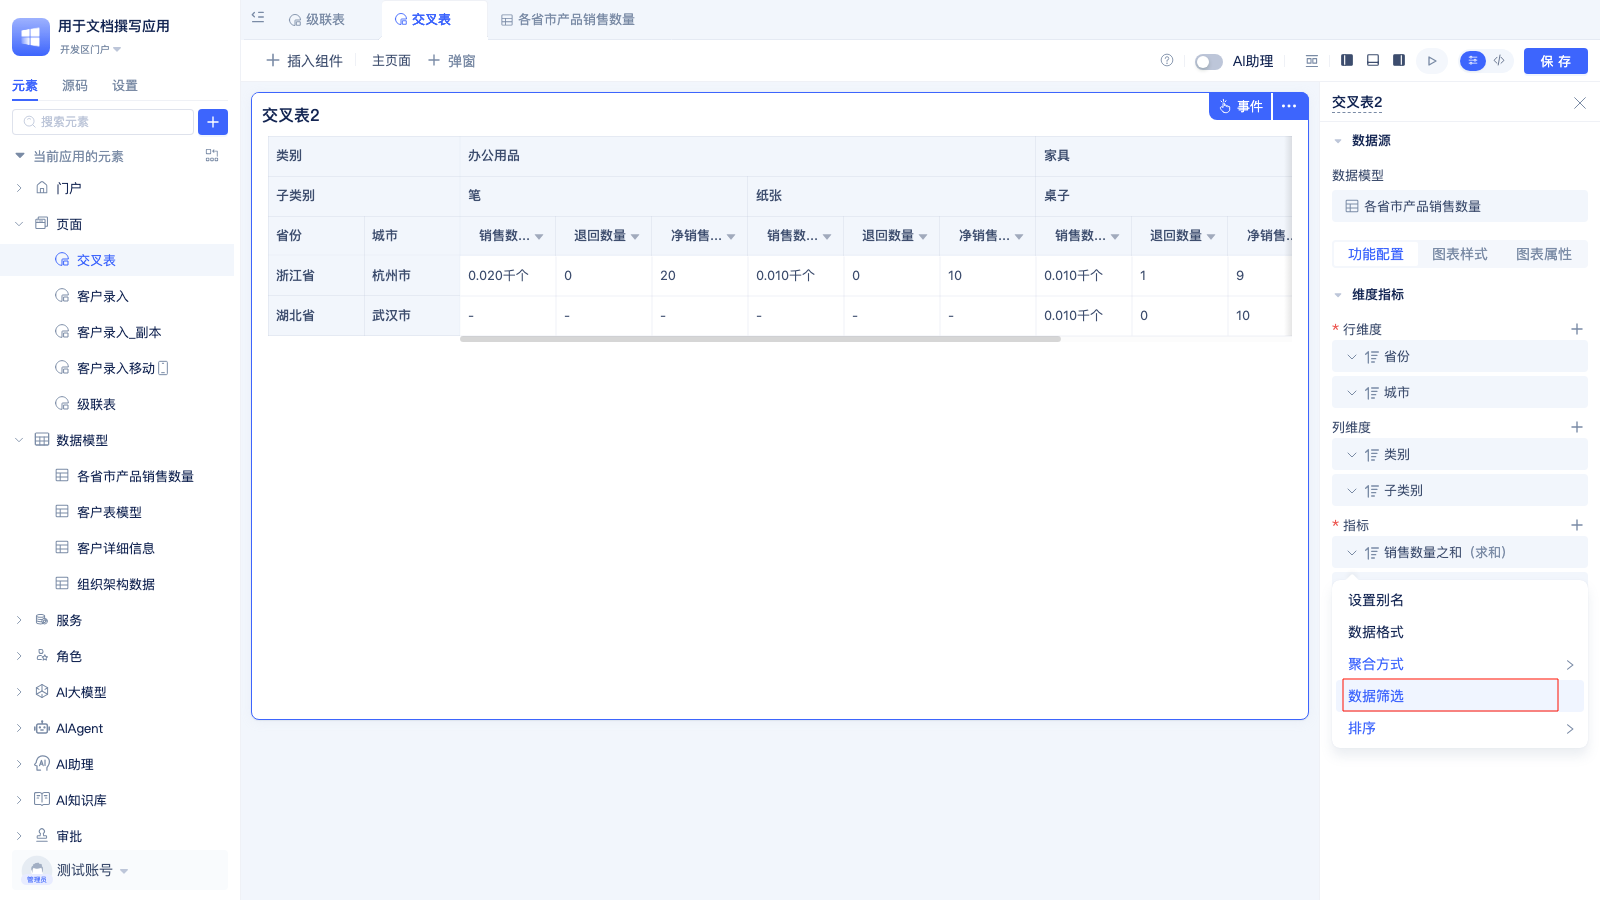 用于文档撰写应用
开发区门户
元素 源码 设置
搜索元素
当前应用的元素
门户
页面
交叉表
客户录入
客户录入_副本
客户录入移动
级联表
数据模型
各省市产品销售数量
客户表模型
客户详细信息
组织架构数据
服务
角色
AI大模型
AIAgent
AI助理
AI知识库
审批
管理员
测试账号
级联表 交叉表 各省市产品销售数量
插入组件 主页面 弹窗
AI助理
保 存
交叉表2
事件
类别 办公用品 家具
子类别 笔 纸张 桌子
省份 城市 销售数... 退回数量 净销售... 销售数... 退回数量 净销售... 销售数... 退回数量 净销售..
浙江省 杭州市 0.020千个 0 20 0.010千个 0 10 0.010千个 1 9
湖北省 武汉市 - - - - - - 0.010千个 0 10
交叉表2
数据源
数据模型
各省市产品销售数量
功能配置 图表样式 图表属性
维度指标
* 行维度
省份
城市
列维度
类别
子类别
* 指标
销售数量之和（求和）
设置别名
数据格式
聚合方式
数据筛选
排序